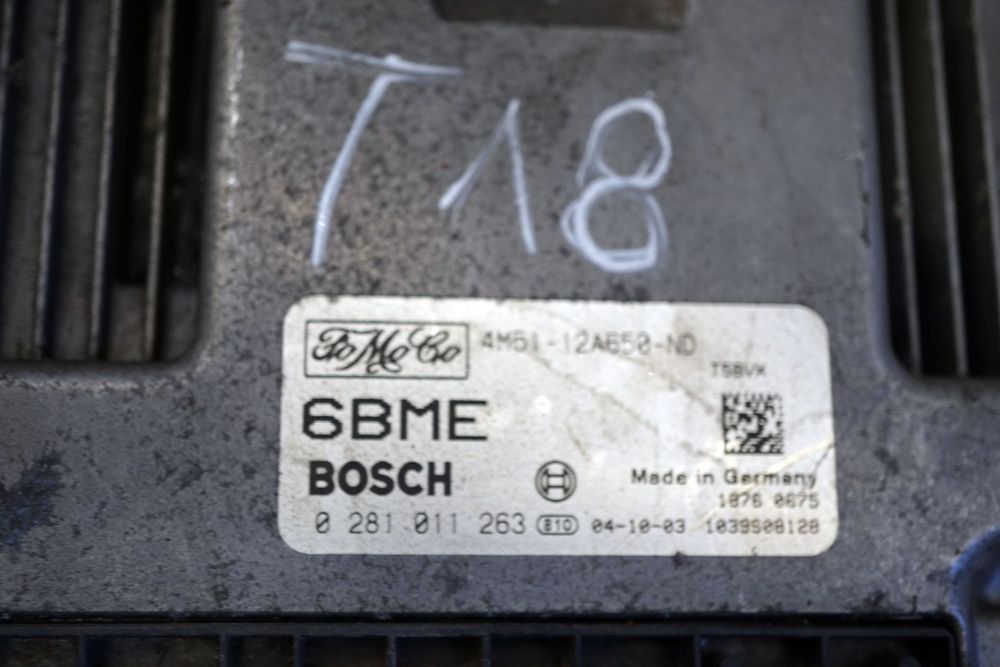 T18
FoMoCo 4M51-12A650-ND
T5BVK
6BME
BOSCH
Made in Germany
1876 0675
0 281 011 263 810 04-10-03 1039S08128